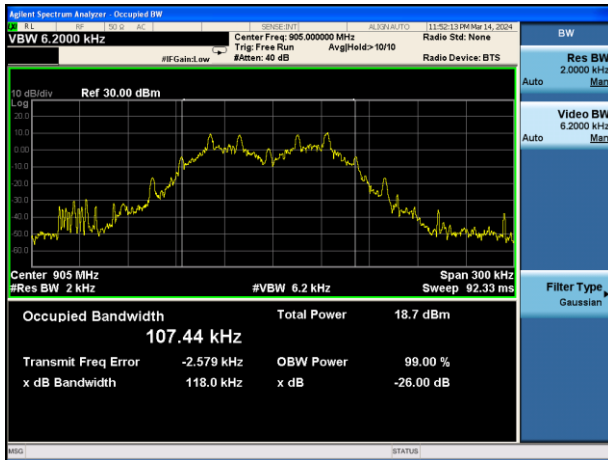 Agilent Spectrum Analyzer - Occupied BW
RL RF 50 Ω AC SENSE:INT ALIGN AUTO 11:52:13 PM Mar 14, 2024
VBW 6.2000 kHz
Center Freq: 905.000000 MHz
Radio Std: None
Trig: Free Run Avg|Hold:> 10/10
#IFGain:Low #Atten: 40 dB Radio Device: BTS
BW
Res BW
2.0000 kHz
Auto Man
Video BW
6.2000 kHz
Auto Man
Filter Type
Gaussian
10 dB/div Ref 30.00 dBm
Log
20.0
10.0
0.00
-10.0
-20.0
-30.0
-40.0
-50.0
-60.0
Center 905 MHz Span 300 kHz
#Res BW 2 kHz #VBW 6.2 kHz Sweep 92.33 ms
Occupied Bandwidth Total Power 18.7 dBm
107.44 kHz
Transmit Freq Error -2.579 kHz OBW Power 99.00 %
x dB Bandwidth 118.0 kHz x dB -26.00 dB
MSG STATUS